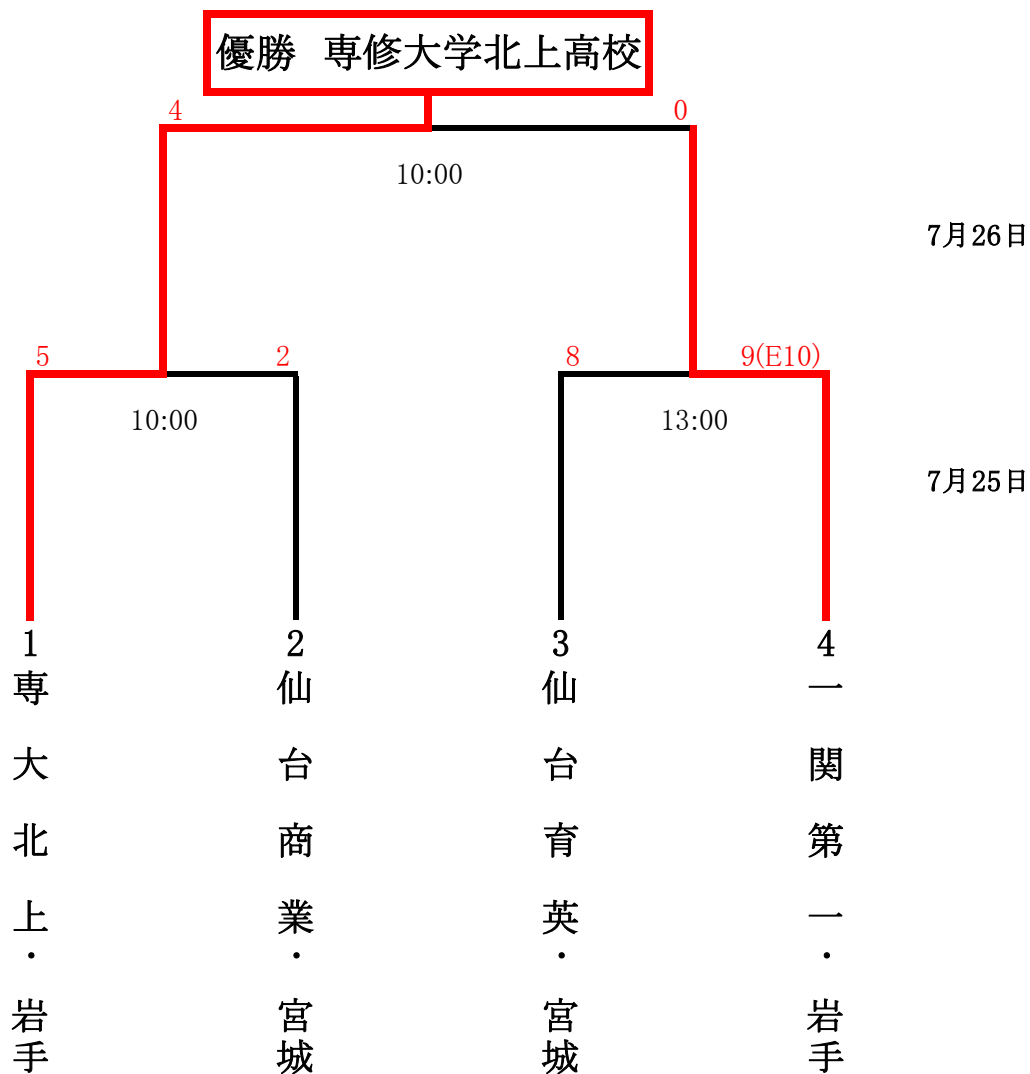 優勝　専修大学北上高校
4
0
10:00
7月26日
5
2
8
9(E10)
10:00
13:00
7月25日
1
2
3
4
専大北上・岩手
仙台商業・宮城
仙台育英・宮城
一関第一・岩手